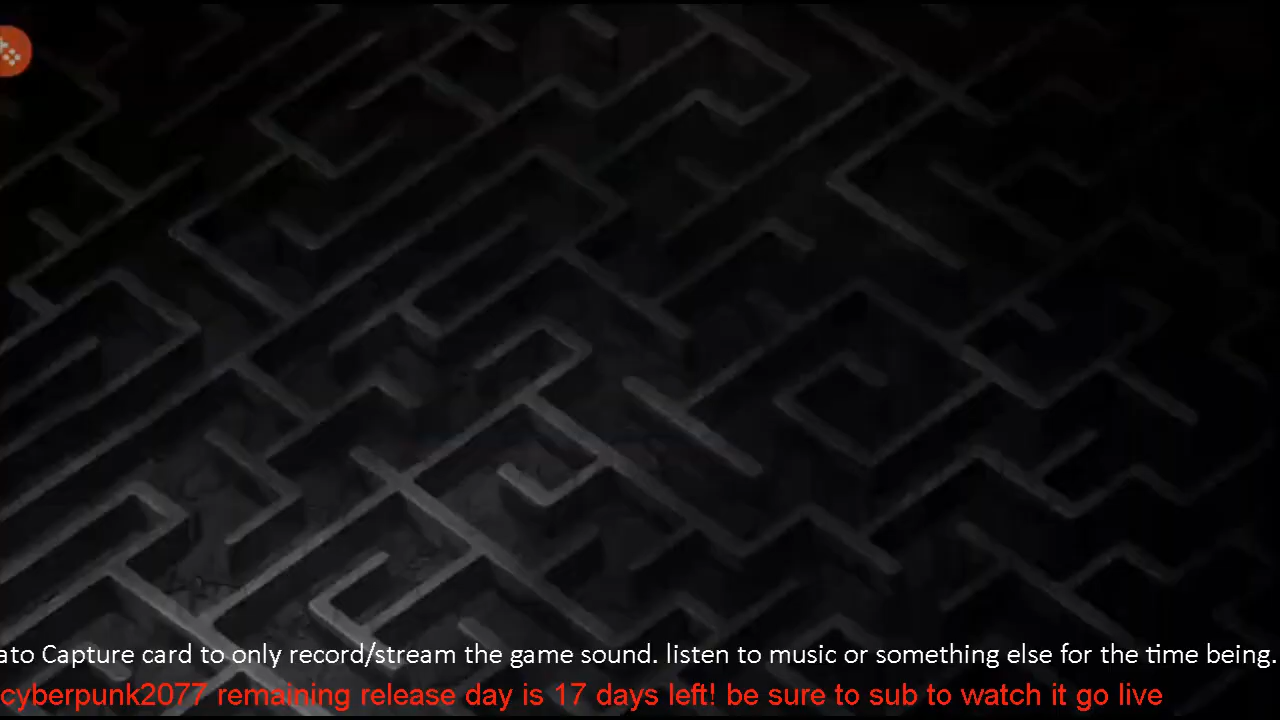 ato Capture card to only record/stream the game sound. listen to music or something else for the time being.
cyberpunk2077 remaining release day is 17 days left! be sure to sub to watch it go live